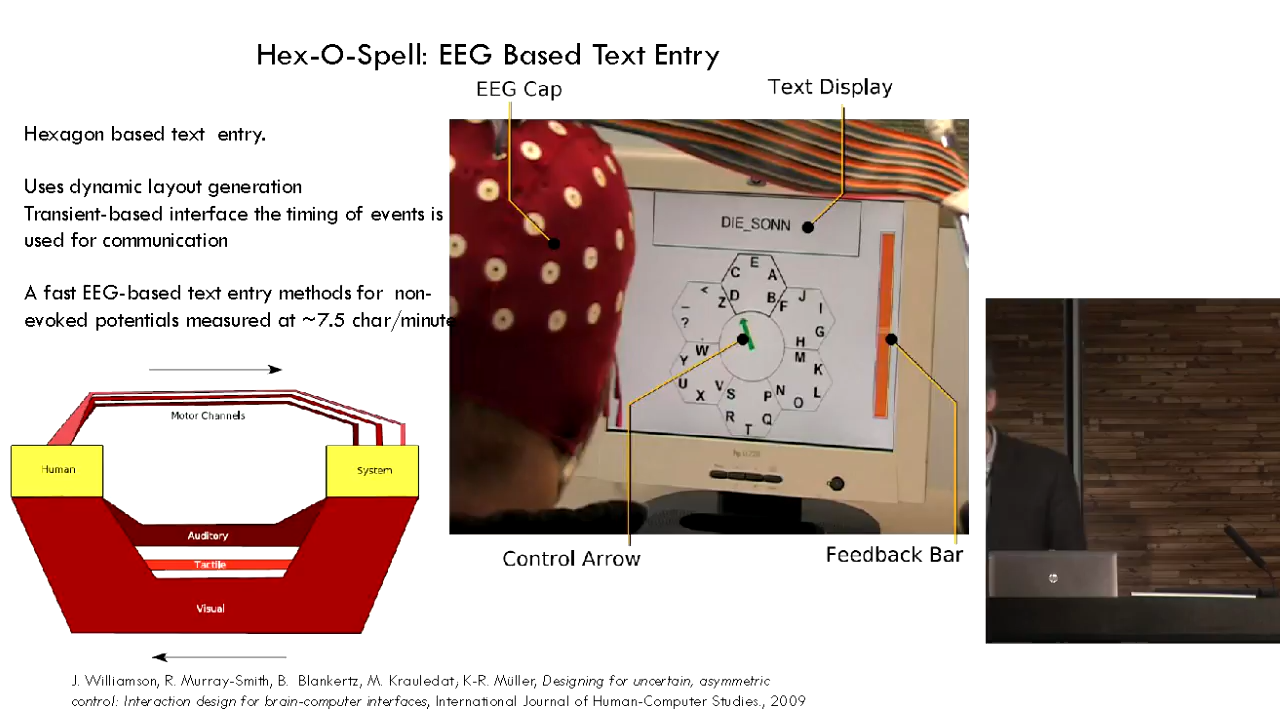 Hex-O-Spell: EEG Based Text Entry
EEG Cap
Text Display
Hexagon based text entry.
Uses dynamic layout generation
Transient-based interface the timing of events is
used for communication
A fast EEG-based text entry methods for non-
evoked potentials measured at ~7.5 char/minute
DIE_SONN
E
C A
Z D B F
< J
_ I
? G
H
W M
Y K
U L
X V S P N O
R Q
T
Control Arrow
Feedback Bar
Motor Channels
Human
System
Auditory
Tactile
Visual
hp
J. Williamson, R. Murray-Smith, B. Blankertz, M. Krauledat, K-R. Müller, Designing for uncertain, asymmetric
control: Interaction design for brain-computer interfaces, International Journal of Human-Computer Studies., 2009